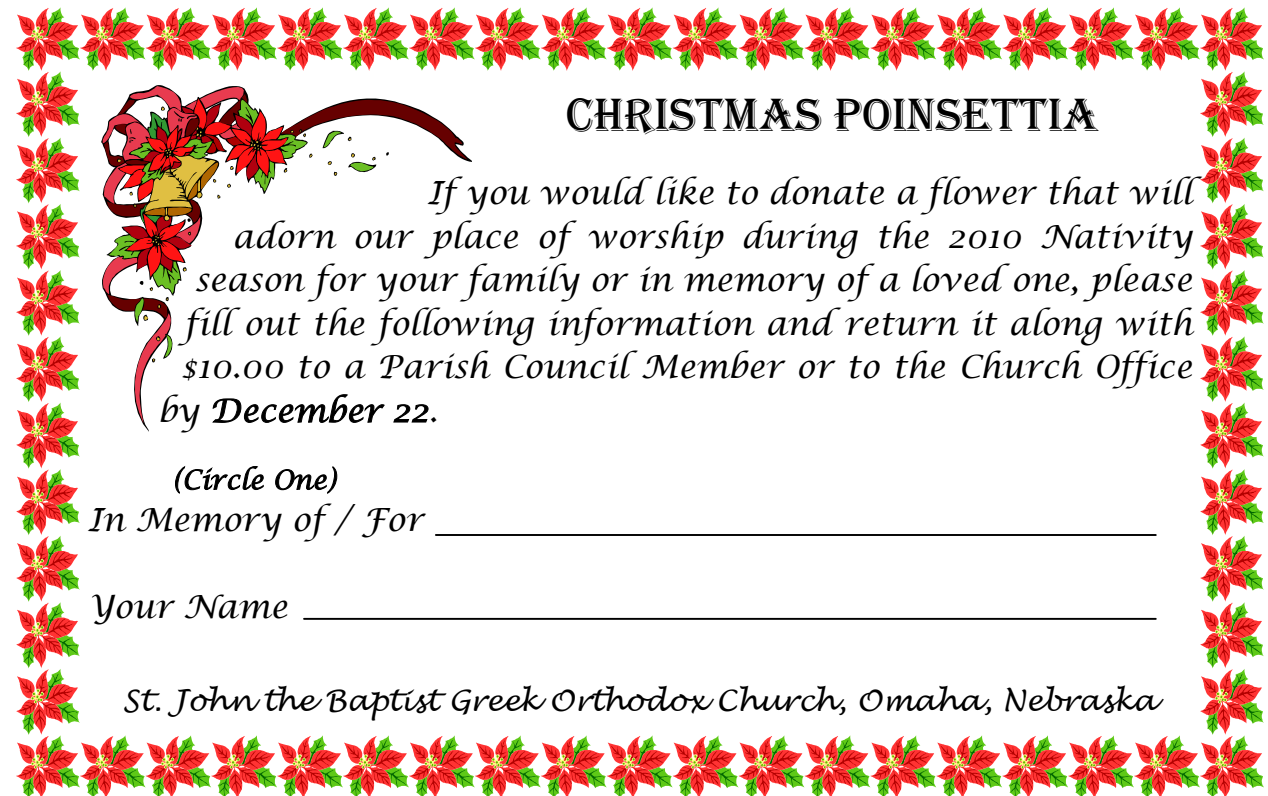 CHRISTMAS POINSETTIA
If you would like to donate a flower that will
adorn our place of worship during the 2010 Nativity
season for your family or in memory of a loved one, please
fill out the following information and return it along with
$10.00 to a Parish Council Member or to the Church Office
by December 22.
(Circle One)
In Memory of / For
Your Name
St. John the Baptist Greek Orthodox Church, Omaha, Nebraska